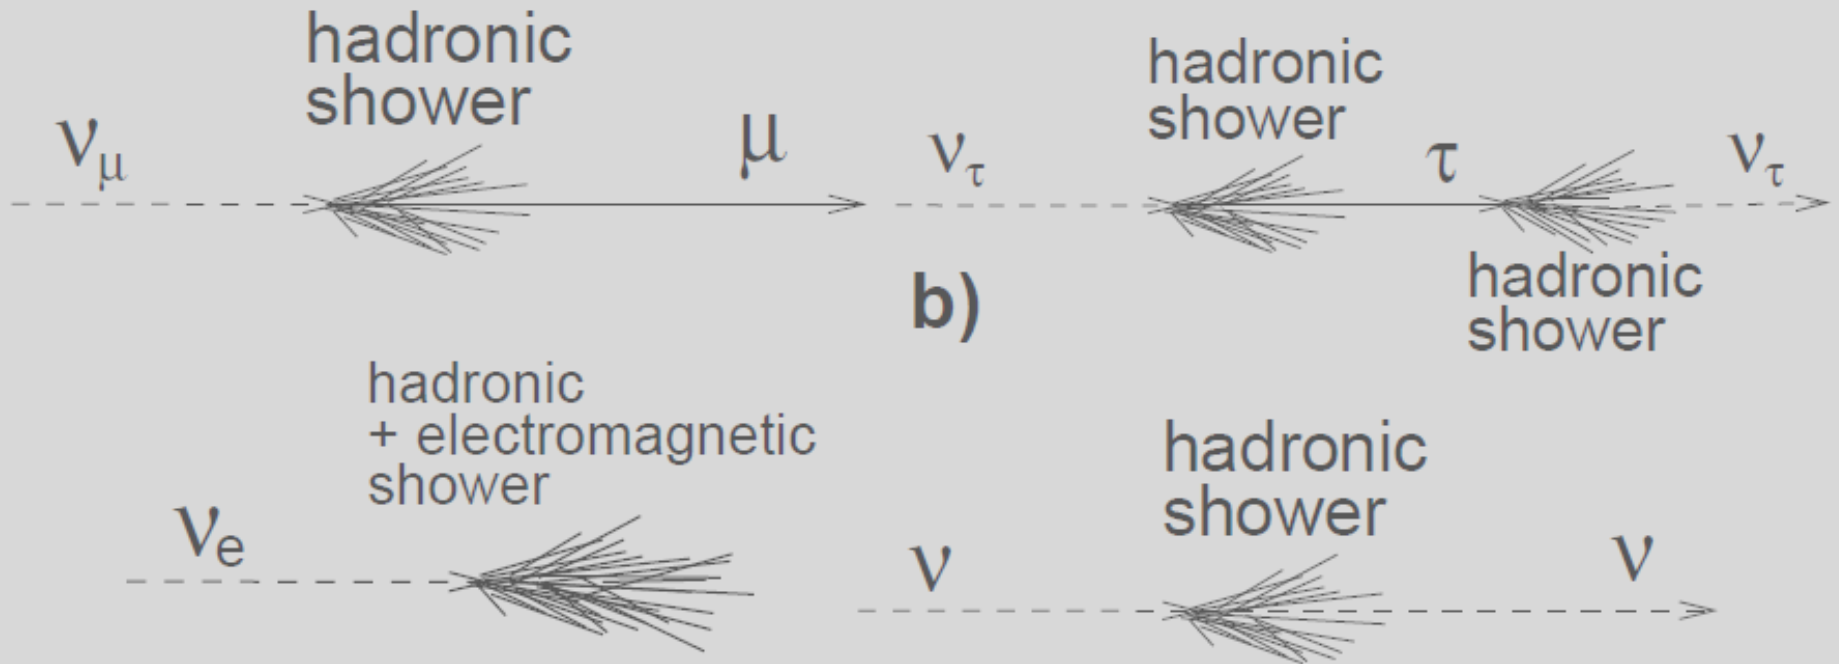 hadronic
shower
ν_μ
μ
hadronic
shower
ν_τ
τ
ν_τ
hadronic
shower
b)
hadronic
+ electromagnetic
shower
ν_e
hadronic
shower
ν
ν